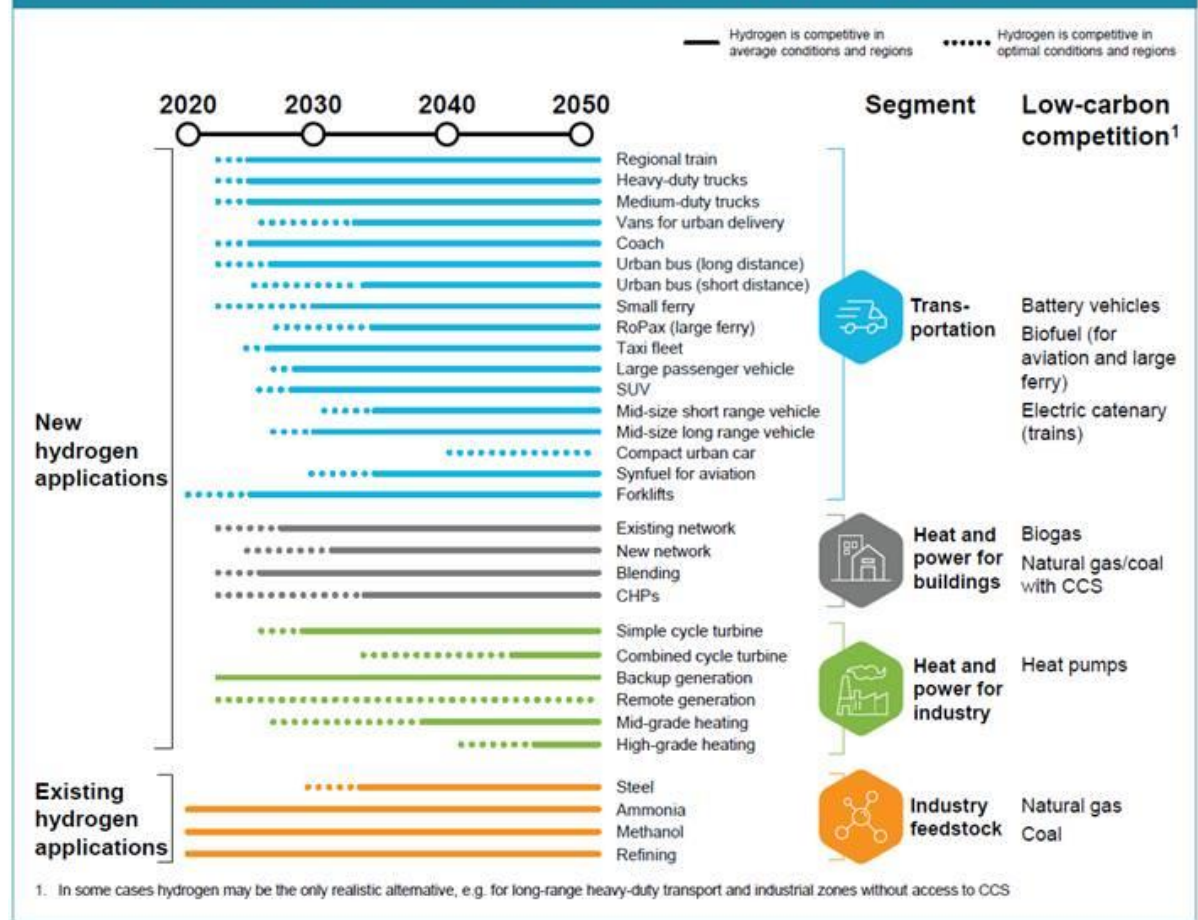 Hydrogen is competitive in
average conditions and regions
Hydrogen is competitive in
optimal conditions and regions
2020 2030 2040 2050
Segment
Low-carbon
competition1
New
hydrogen
applications
Regional train
Heavy-duty trucks
Medium-duty trucks
Vans for urban delivery
Coach
Urban bus (long distance)
Urban bus (short distance)
Small ferry
RoPax (large ferry)
Taxi fleet
Large passenger vehicle
SUV
Mid-size short range vehicle
Mid-size long range vehicle
Compact urban car
Synfuel for aviation
Forklifts
Trans-
portation
Battery vehicles
Biofuel (for
aviation and large
ferry)
Electric catenary
(trains)
Existing network
New network
Blending
CHPs
Heat and
power for
buildings
Biogas
Natural gas/coal
with CCS
Simple cycle turbine
Combined cycle turbine
Backup generation
Remote generation
Mid-grade heating
High-grade heating
Heat and
power for
industry
Heat pumps
Existing
hydrogen
applications
Steel
Ammonia
Methanol
Refining
Industry
feedstock
Natural gas
Coal
1. In some cases hydrogen may be the only realistic alternative, e.g. for long-range heavy-duty transport and industrial zones without access to CCS